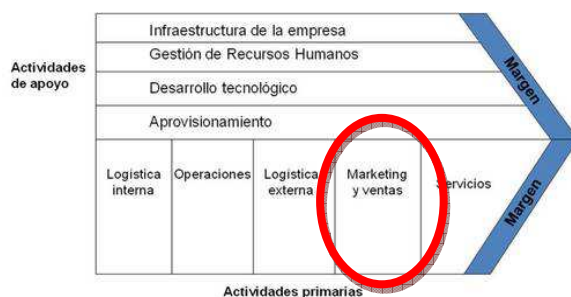 Infraestructura de la empresa
Gestión de Recursos Humanos
Actividades
de apoyo
Desarrollo tecnológico
Aprovisionamiento
Margen
Logística
interna
Operaciones
Logística
externa
Marketing
y ventas
Servicios
Margen
Actividades primarias